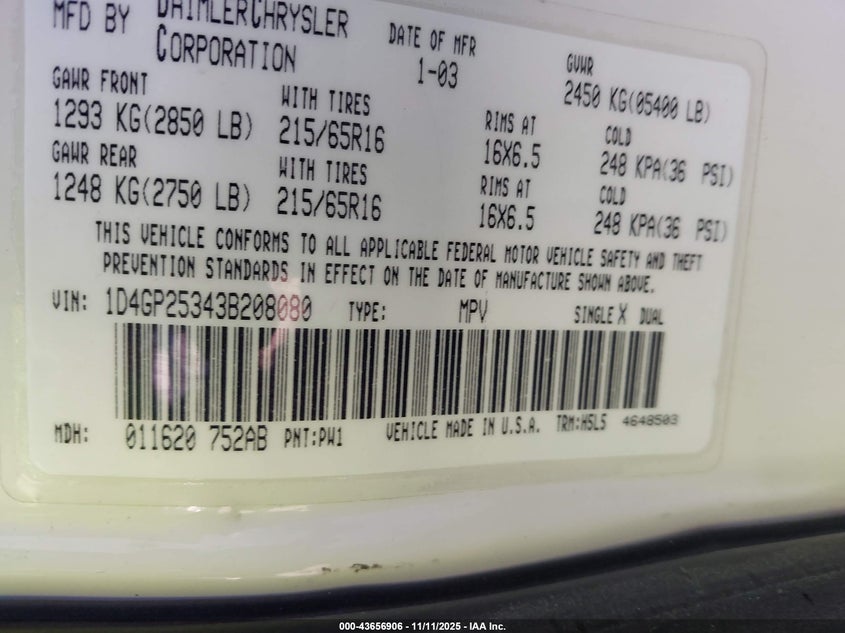 MFD BY DAIMLERCHRYSLER CORPORATION DATE OF MFR 1-03 GVWR 2450 KG(05400 LB)
GAWR FRONT WITH TIRES RIMS AT COLD
1293 KG(2850 LB) 215/65R16 16X6.5 248 KPA(36 PSI)
GAWR REAR WITH TIRES RIMS AT COLD
1248 KG(2750 LB) 215/65R16 16X6.5 248 KPA(36 PSI)
THIS VEHICLE CONFORMS TO ALL APPLICABLE FEDERAL MOTOR VEHICLE SAFETY AND THEFT
PREVENTION STANDARDS IN EFFECT ON THE DATE OF MANUFACTURE SHOWN ABOVE.
VIN: 1D4GP25343B208080 TYPE: MPV SINGLE X DUAL
MDH: 011620 752AB PNT:PW1 VEHICLE MADE IN U.S.A. TRM:H5L5 4648503
000-43656906 - 11/11/2025 - IAA Inc.